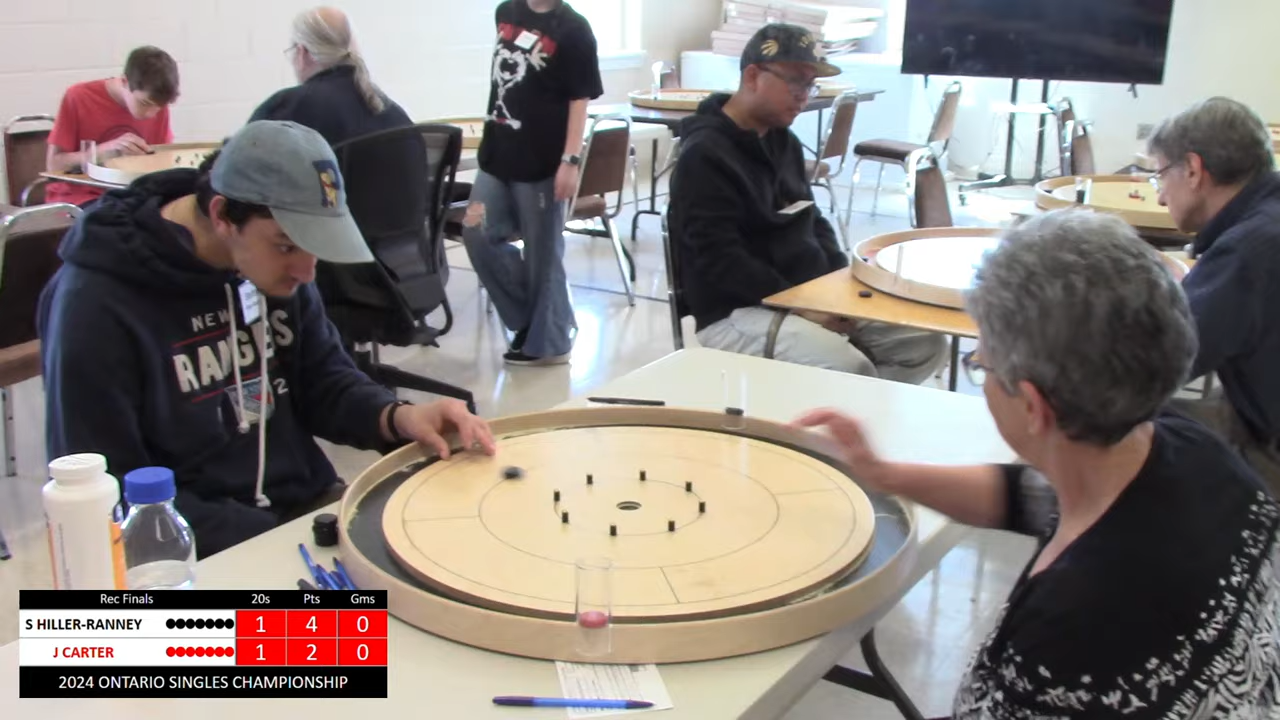 NEW
RANGERS
Rec Finals 20s Pts Gms
S HILLER-RANNEY 1 4 0
J CARTER 1 2 0
2024 ONTARIO SINGLES CHAMPIONSHIP